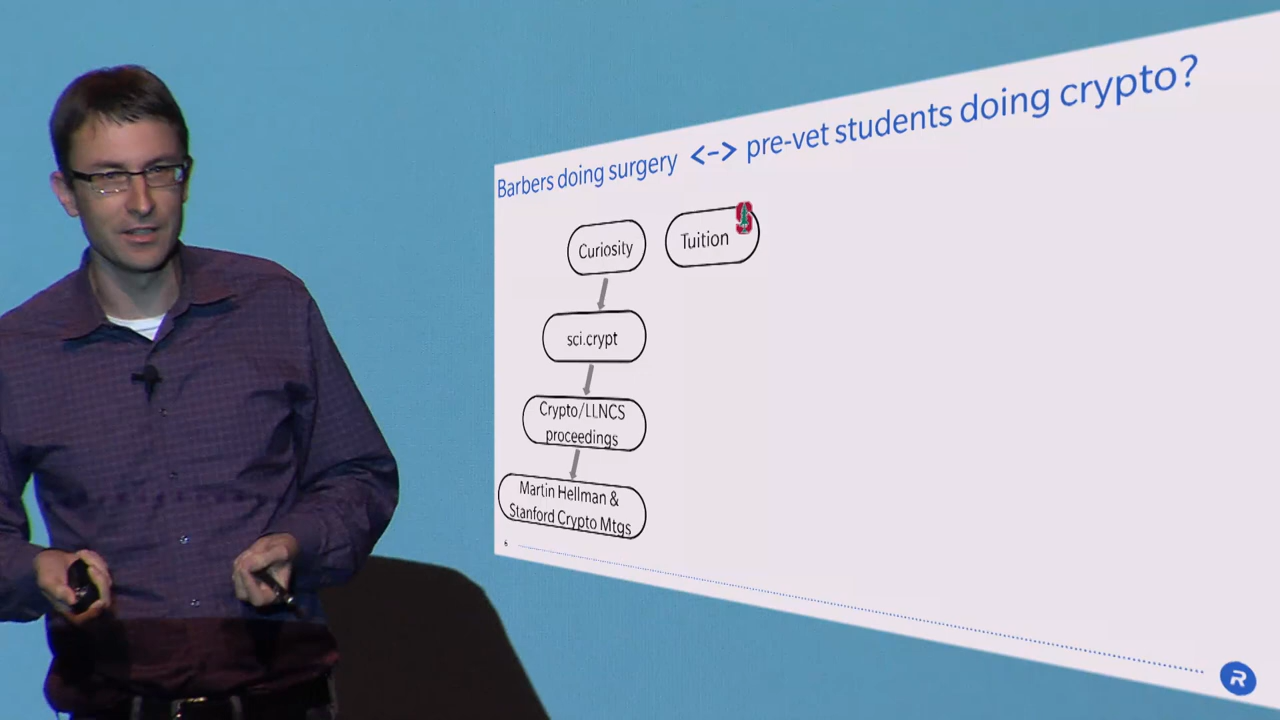 Barbers doing surgery <-> pre-vet students doing crypto?
Curiosity
Tuition
S
sci.crypt
Crypto/LLNCS
proceedings
Martin Hellman &
Stanford Crypto Mtgs
6
R